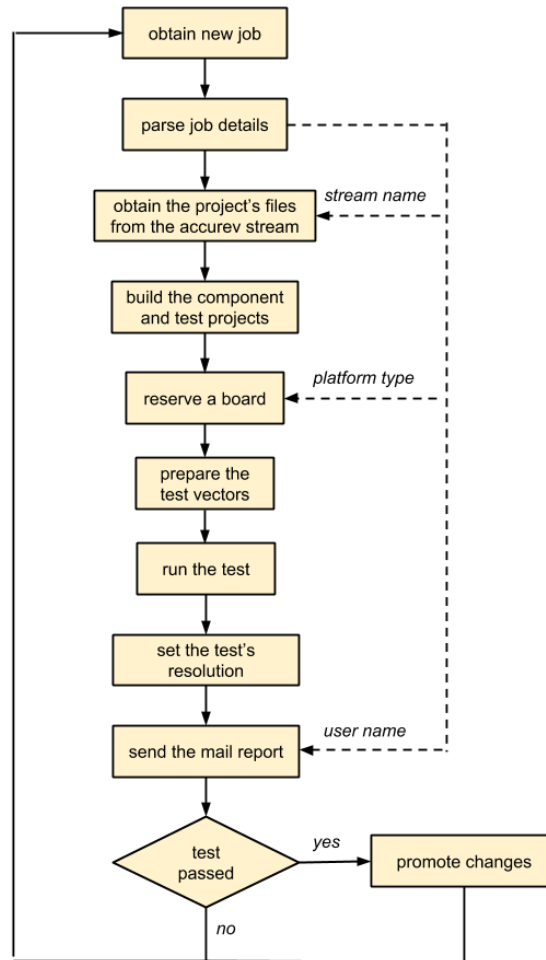 obtain new job
parse job details
stream name
obtain the project's files
from the accurev stream
build the component
and test projects
platform type
reserve a board
prepare the
test vectors
run the test
set the test's
resolution
user name
send the mail report
yes
test
passed
promote changes
no